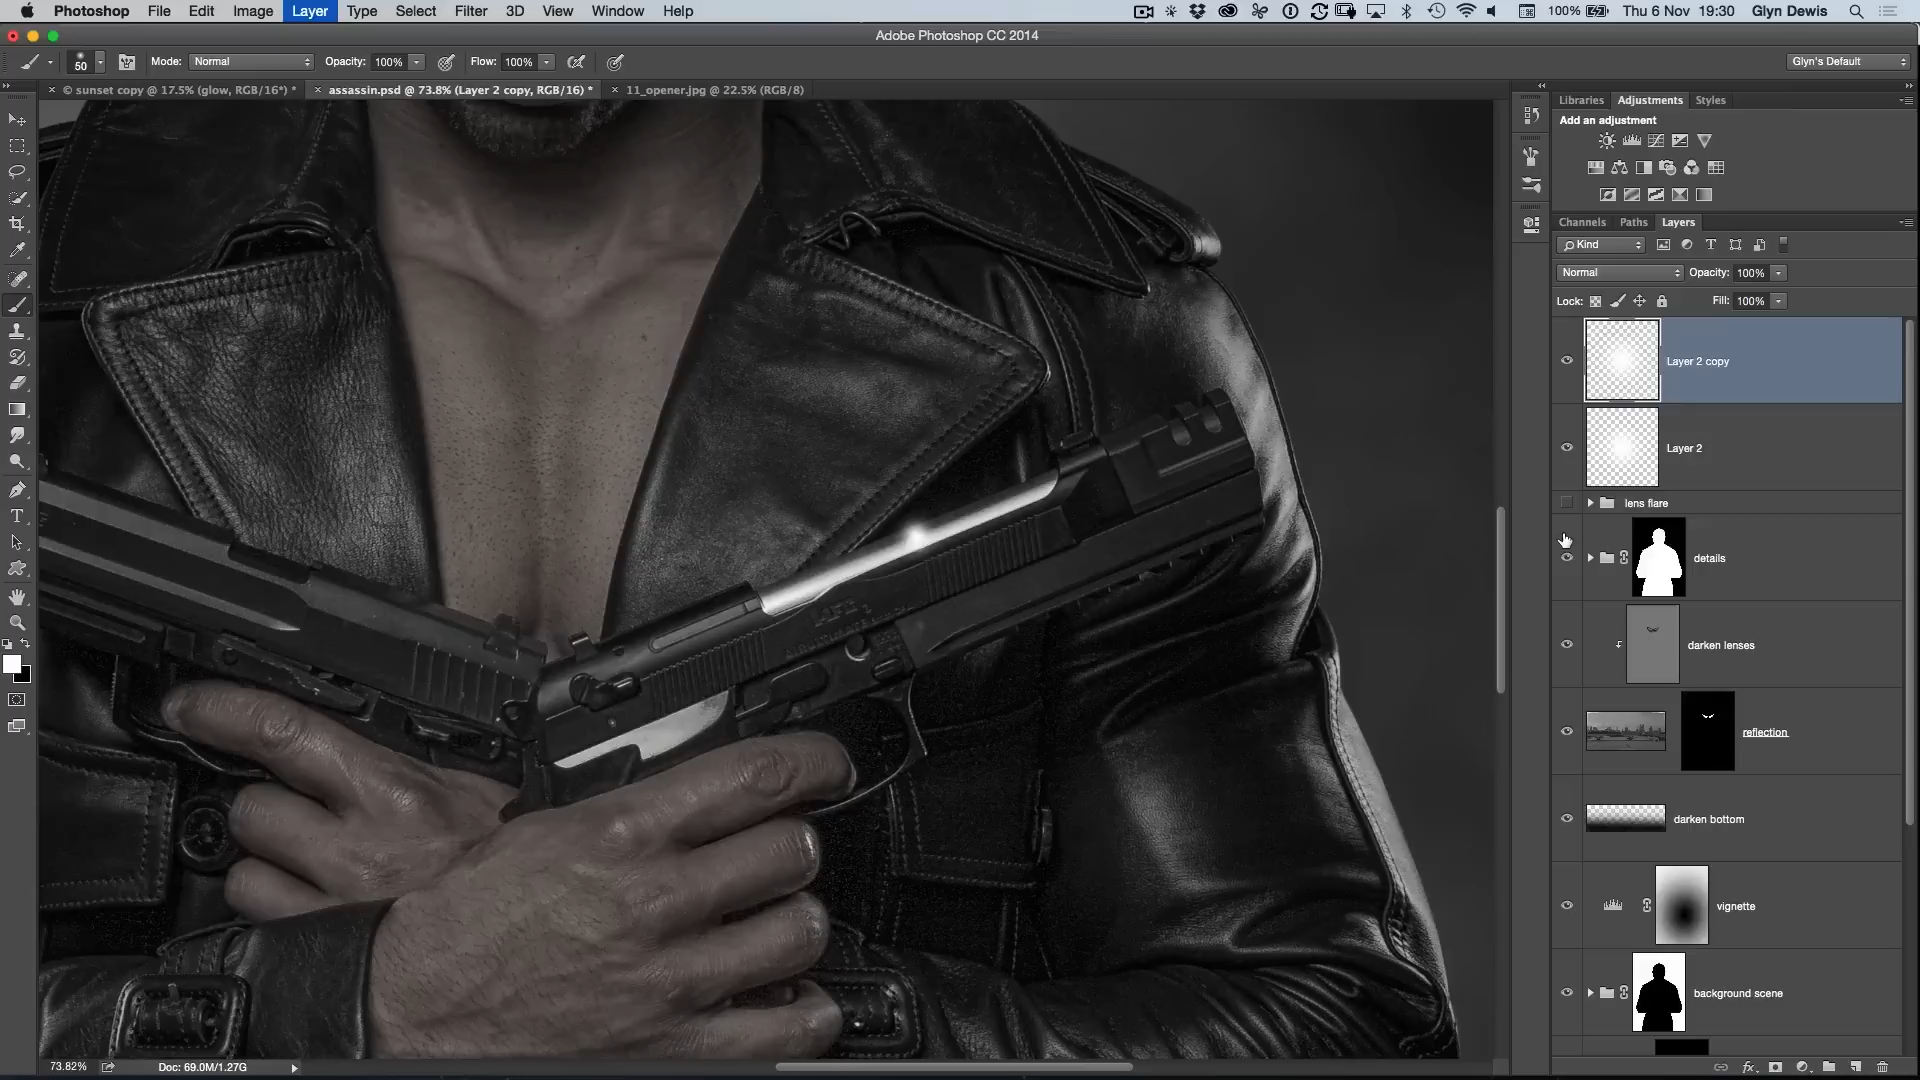 Photoshop File Edit Image Layer Type Select Filter 3D View Window Help 100% Thu 6 Nov 19:30 Glyn Dewis
Adobe Photoshop CC 2014
50 Mode: Normal Opacity: 100% Flow: 100% Glyn's Default
© sunset copy @ 17.5% (glow, RGB/16*) * assassin.psd @ 73.8% (Layer 2 copy, RGB/16) * 11_opener.jpg @ 22.5% (RGB/8)
Libraries Adjustments Styles
Add an adjustment
Channels Paths Layers
Kind
Normal Opacity: 100%
Lock: Fill: 100%
Layer 2 copy
Layer 2
lens flare
details
darken lenses
reflection
darken bottom
vignette
background scene
fx
73.82% Doc: 69.0M/1.27G